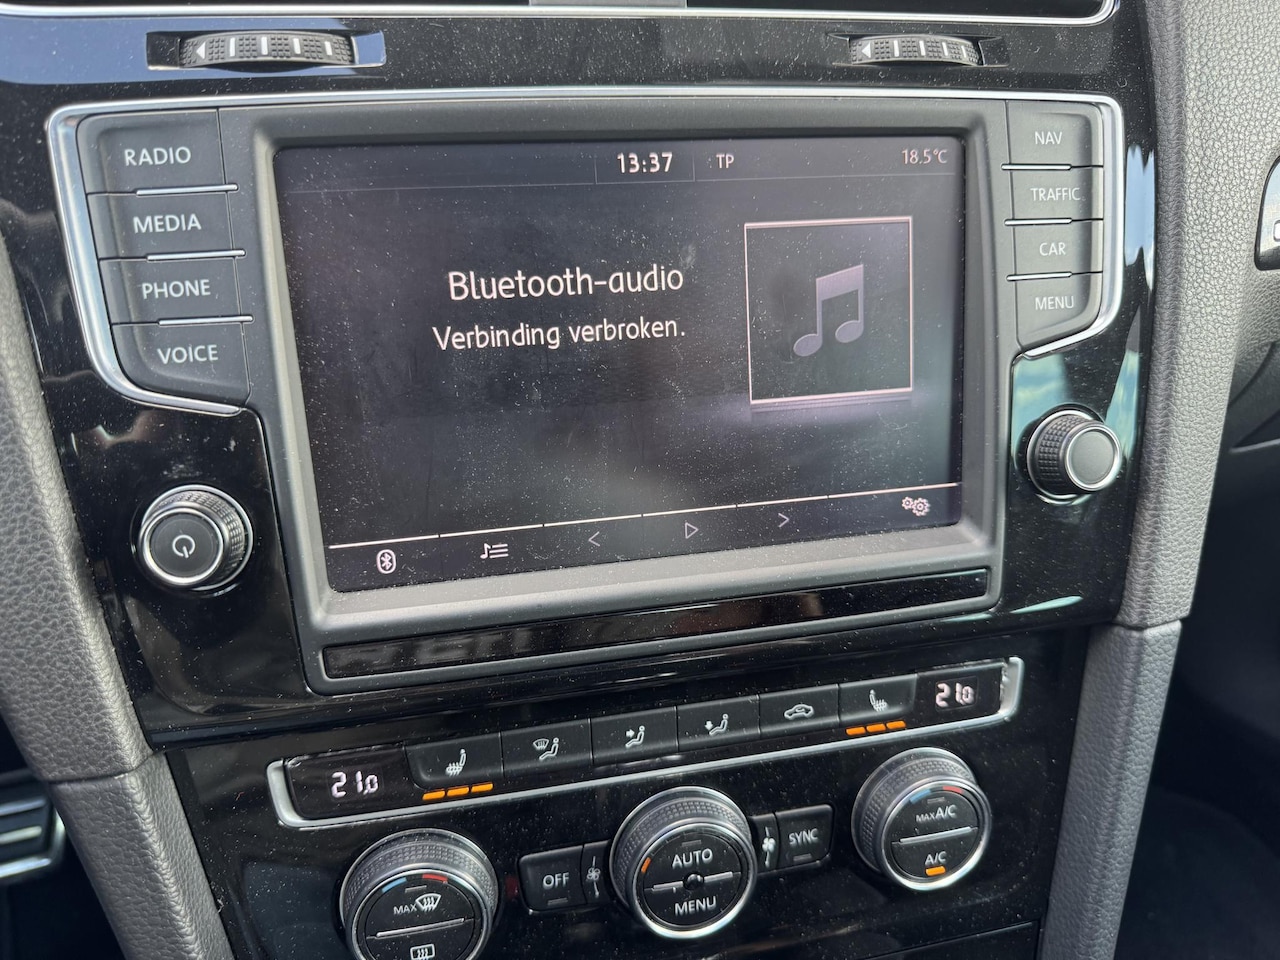 RADIO
MEDIA
PHONE
VOICE
13:37 TP 18.5°C
Bluetooth-audio
Verbinding verbroken.
NAV
TRAFFIC
CAR
MENU
21.0
21.0
MAX
OFF
AUTO
MENU
SYNC
MAX A/C
A/C